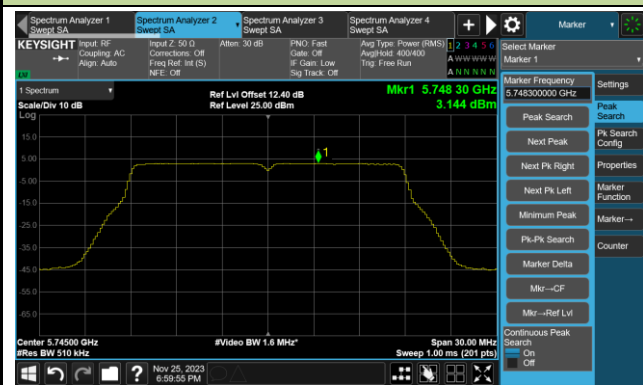 Spectrum Analyzer 1
Swept SA
Spectrum Analyzer 2
Swept SA
Spectrum Analyzer 3
Swept SA
Spectrum Analyzer 4
Swept SA
Marker
KEYSIGHT
Input: RF
Coupling: AC
Align: Auto
Input Z: 50 Ω
Corrections: Off
Freq Ref: Int (S)
NFE: Off
Atten: 30 dB
PNO: Fast
Gate: Off
IF Gain: Low
Sig Track: Off
Avg Type: Power (RMS)
Avg|Hold: 400/400
Trig: Free Run
1 2 3 4 5 6
A W W W W W
A N N N N N
Select Marker
Marker 1
1 Spectrum
Scale/Div 10 dB
Log
Ref Lvl Offset 12.40 dB
Ref Level 25.00 dBm
Mkr1 5.748 30 GHz
3.144 dBm
15.0
5.00
-5.00
-15.0
-25.0
-35.0
-45.0
-55.0
-65.0
1
Center 5.74500 GHz
#Res BW 510 kHz
#Video BW 1.6 MHz*
Span 30.00 MHz
Sweep 1.00 ms (201 pts)
Marker Frequency
5.748300000 GHz
Peak Search
Next Peak
Next Pk Right
Next Pk Left
Minimum Peak
Pk-Pk Search
Marker Delta
Mkr→CF
Mkr→Ref Lvl
Continuous Peak
Search
On
Off
Settings
Peak
Search
Pk Search
Config
Properties
Marker
Function
Marker→
Counter
?
Nov 25, 2023
6:59:55 PM